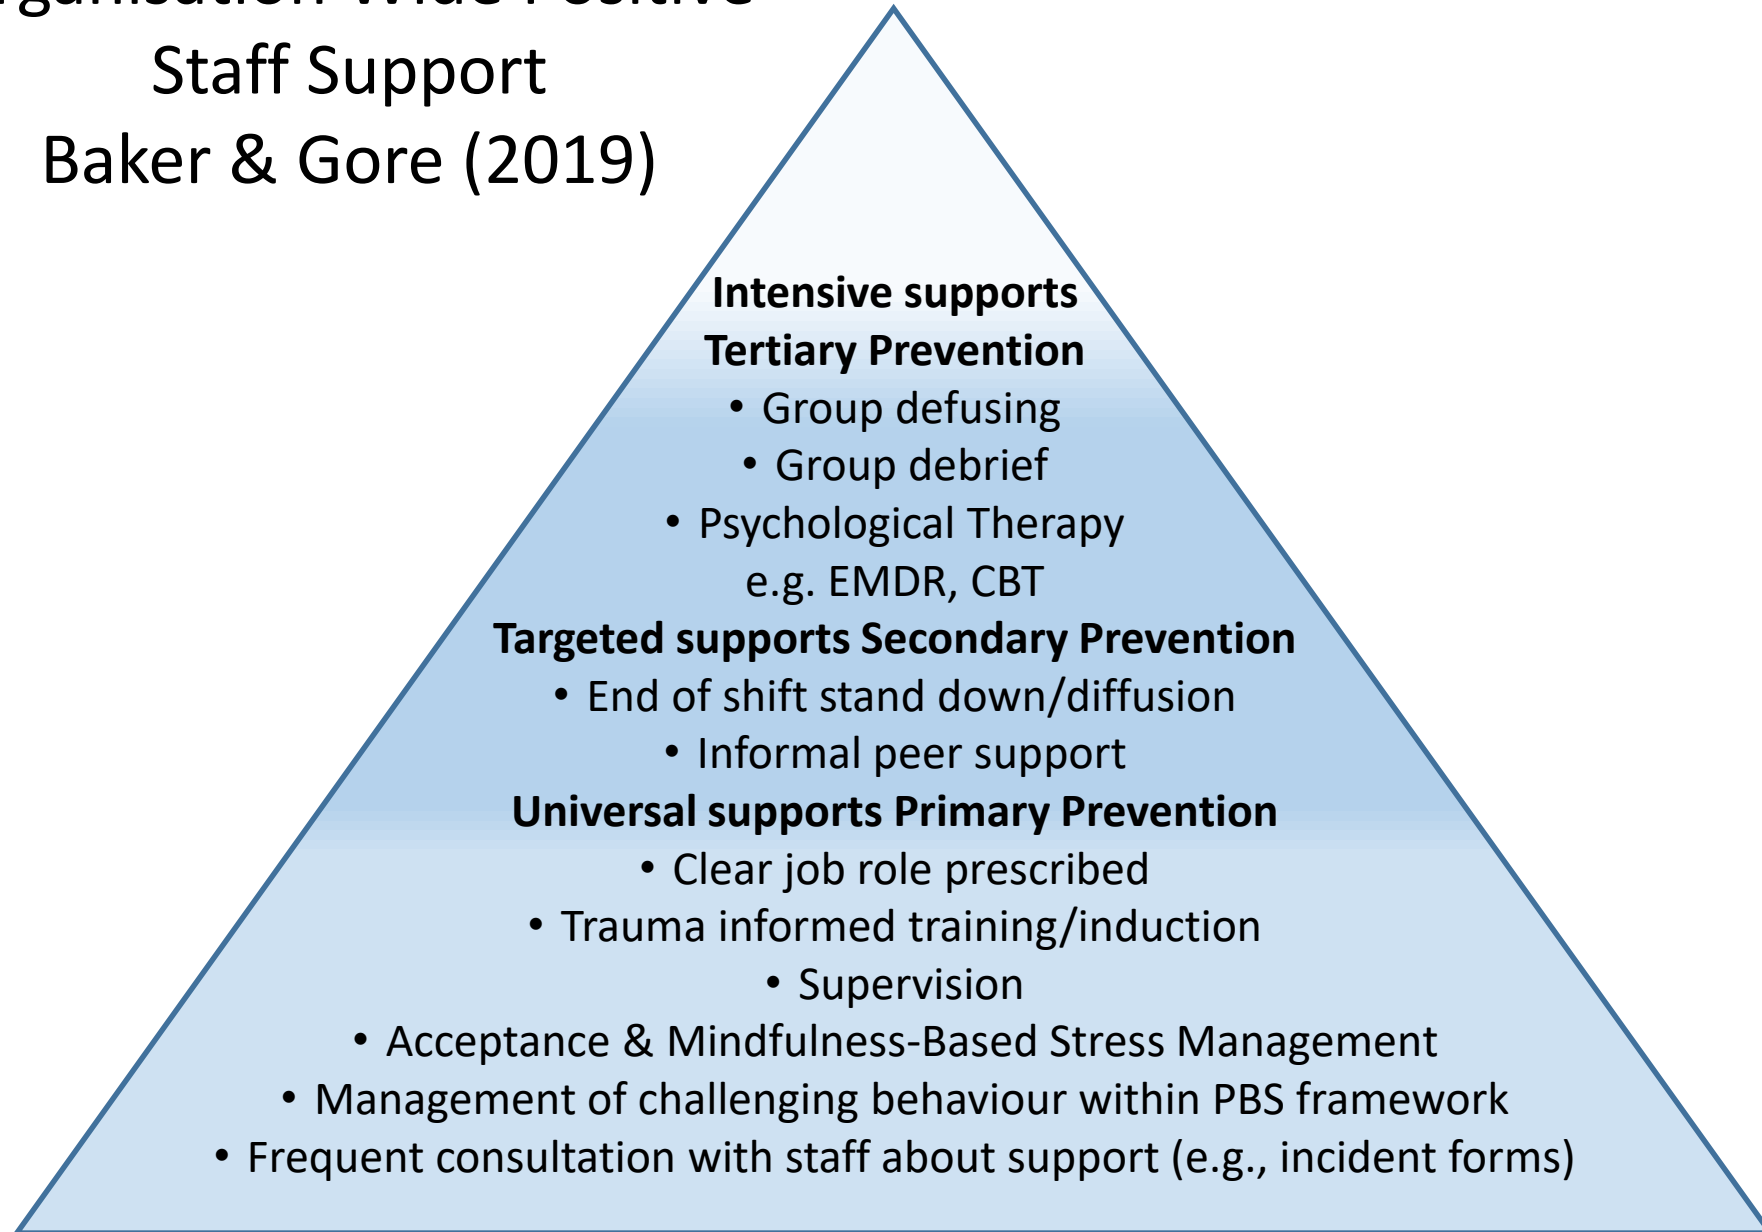 Staff Support
Baker & Gore (2019)
Intensive supports
Tertiary Prevention
• Group defusing
• Group debrief
• Psychological Therapy
e.g. EMDR, CBT
Targeted supports Secondary Prevention
• End of shift stand down/diffusion
• Informal peer support
Universal supports Primary Prevention
• Clear job role prescribed
• Trauma informed training/induction
• Supervision
• Acceptance & Mindfulness-Based Stress Management
• Management of challenging behaviour within PBS framework
• Frequent consultation with staff about support (e.g., incident forms)